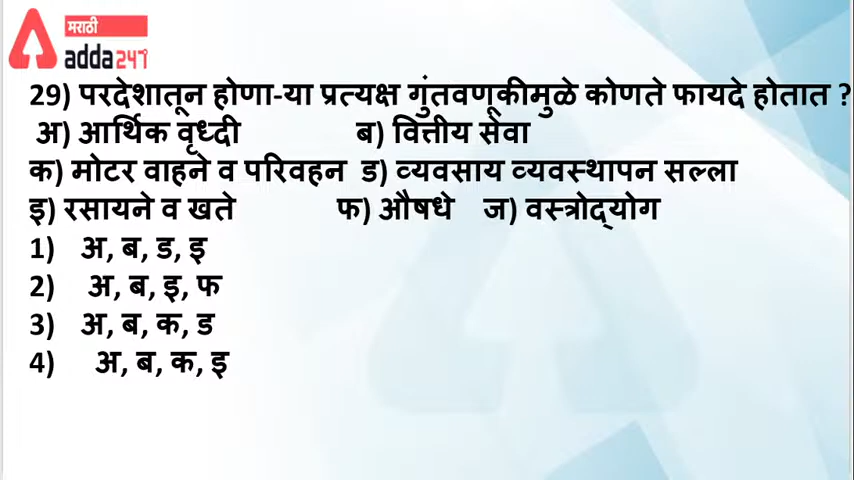 मराठी
adda247
29) परदेशातून होणा-या प्रत्यक्ष गुंतवणूकीमुळे कोणते फायदे होतात ?
अ) आर्थिक वृध्दी ब) वित्तीय सेवा
क) मोटर वाहने व परिवहन ड) व्यवसाय व्यवस्थापन सल्ला
इ) रसायने व खते फ) औषधे ज) वस्त्रोद्‌योग
1) अ, ब, ड, इ
2) अ, ब, इ, फ
3) अ, ब, क, ड
4) अ, ब, क, इ